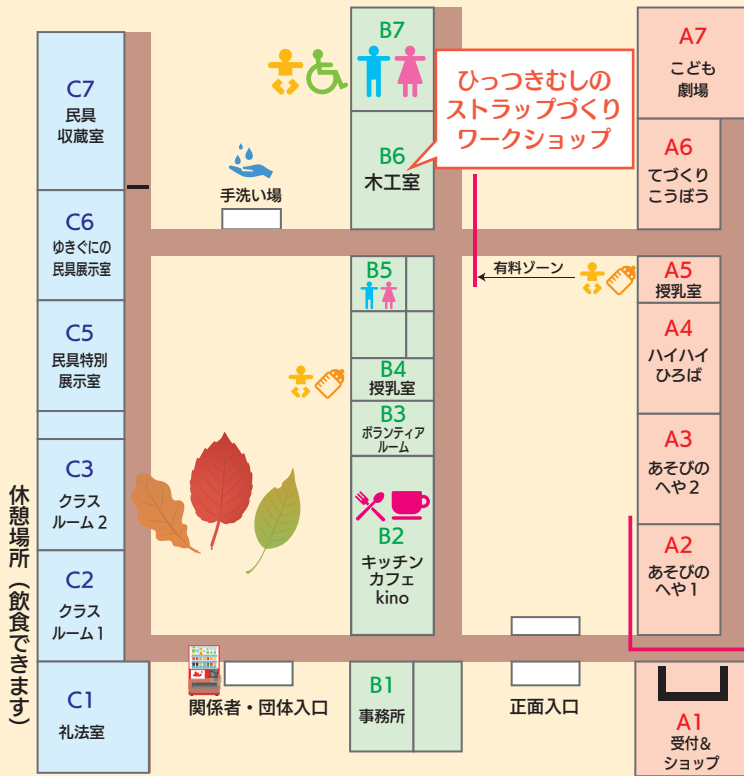 C7
民具
収蔵室
C6
ゆきぐにの
民具展示室
C5
民具特別
展示室
C3
クラス
ルーム2
C2
クラス
ルーム1
C1
礼法室
休憩場所（飲食できます）
手洗い場
関係者・団体入口
B7
B6
木工室
ひっつきむしの
ストラップづくり
ワークショップ
B5
B4
授乳室
B3
ボランティア
ルーム
B2
キッチン
カフェ
kino
B1
事務所
正面入口
有料ゾーン
A7
こども
劇場
A6
てづくり
こうぼう
A5
授乳室
A4
ハイハイ
ひろば
A3
あそびの
へや2
A2
あそびの
へや1
A1
受付&
ショップ